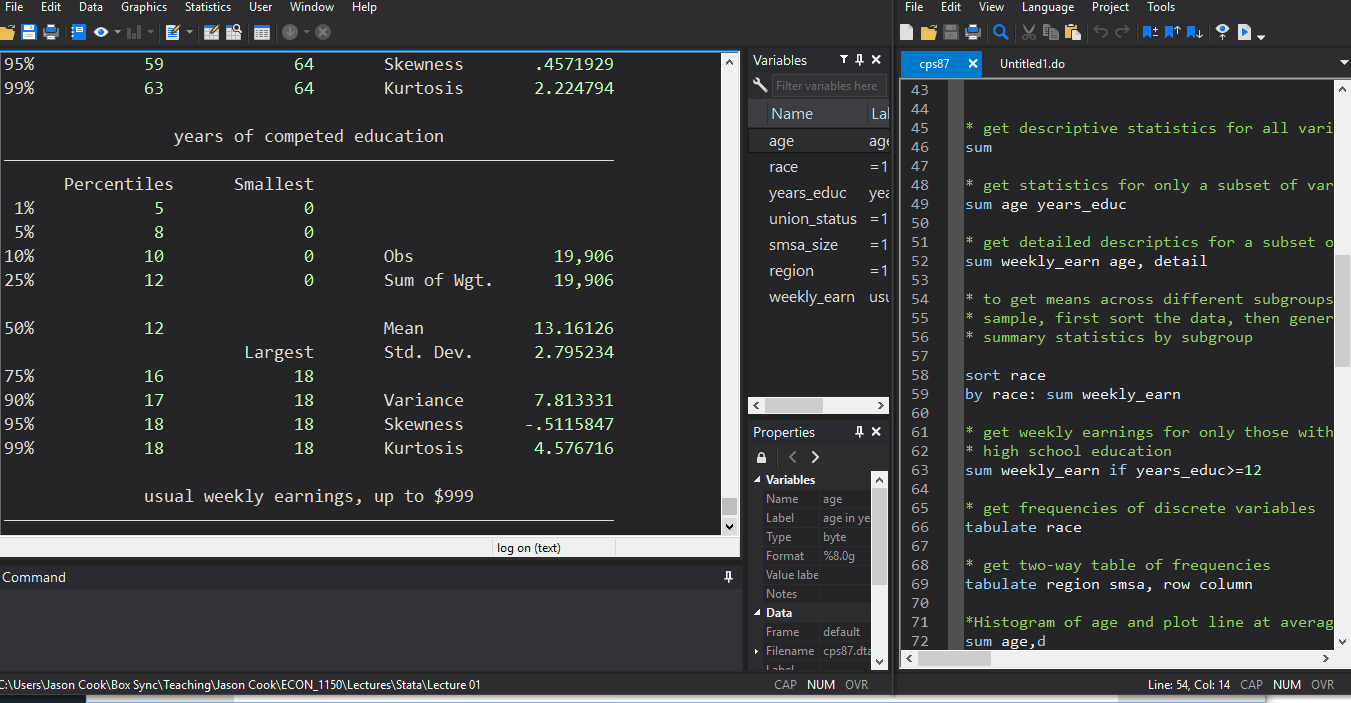 File Edit Data Graphics Statistics User Window Help
95% 59 64 Skewness .4571929
99% 63 64 Kurtosis 2.224794
years of competed education
Percentiles Smallest
1% 5 0
5% 8 0
10% 10 0 Obs 19,906
25% 12 0 Sum of Wgt. 19,906
50% 12 Mean 13.16126
Largest Std. Dev. 2.795234
75% 16 18
90% 17 18 Variance 7.813331
95% 18 18 Skewness -.5115847
99% 18 18 Kurtosis 4.576716
usual weekly earnings, up to $999
log on (text)
Command
C:\Users\Jason Cook\Box Sync\Teaching\Jason Cook\ECON_1150\Lectures\Stata\Lecture 01
CAP NUM OVR
Variables
Filter variables here
Name Lal
age age
race =1
years_educ yea
union_status =1
smsa_size =1
region =1
weekly_earn usu
Properties
Variables
Name age
Label age in ye
Type byte
Format %8.0g
Value labe
Notes
Data
Frame default
Filename cps87.dta
Label
File Edit View Language Project Tools
cps87 Untitled1.do
43
44
45 * get descriptive statistics for all vari
46 sum
47
48 * get statistics for only a subset of var
49 sum age years_educ
50
51 * get detailed descriptics for a subset o
52 sum weekly_earn age, detail
53
54 * to get means across different subgroups
55 * sample, first sort the data, then gener
56 * summary statistics by subgroup
57
58 sort race
59 by race: sum weekly_earn
60
61 * get weekly earnings for only those with
62 * high school education
63 sum weekly_earn if years_educ>=12
64
65 * get frequencies of discrete variables
66 tabulate race
67
68 * get two-way table of frequencies
69 tabulate region smsa, row column
70
71 *Histogram of age and plot line at averag
72 sum age,d
Line: 54, Col: 14 CAP NUM OVR